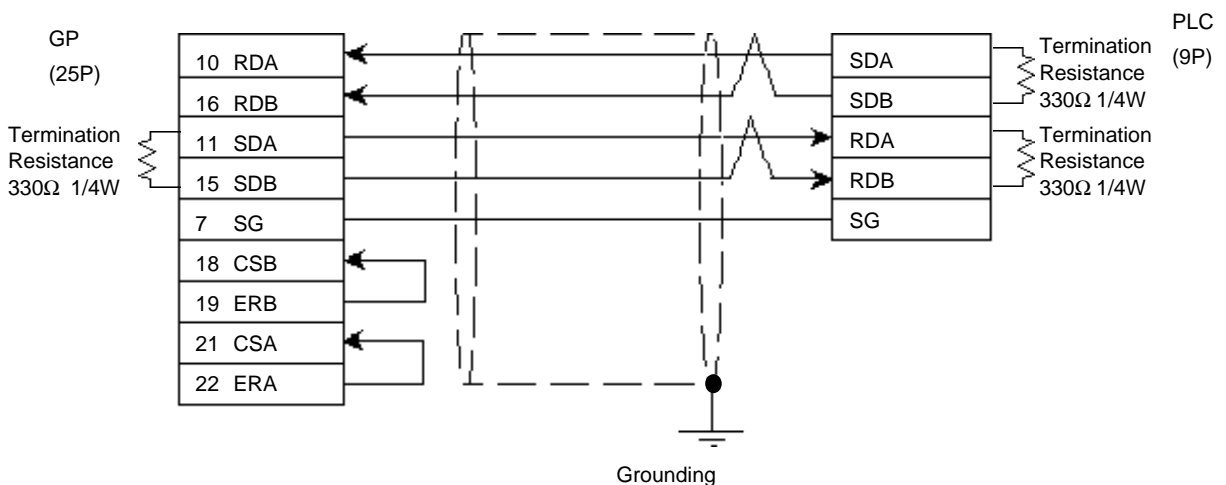 GP
(25P)
PLC
(9P)
10 RDA
16 RDB
11 SDA
15 SDB
7 SG
18 CSB
19 ERB
21 CSA
22 ERA
Termination
Resistance
330Ω 1/4W
SDA
SDB
RDA
RDB
SG
Termination
Resistance
330Ω 1/4W
Termination
Resistance
330Ω 1/4W
Grounding